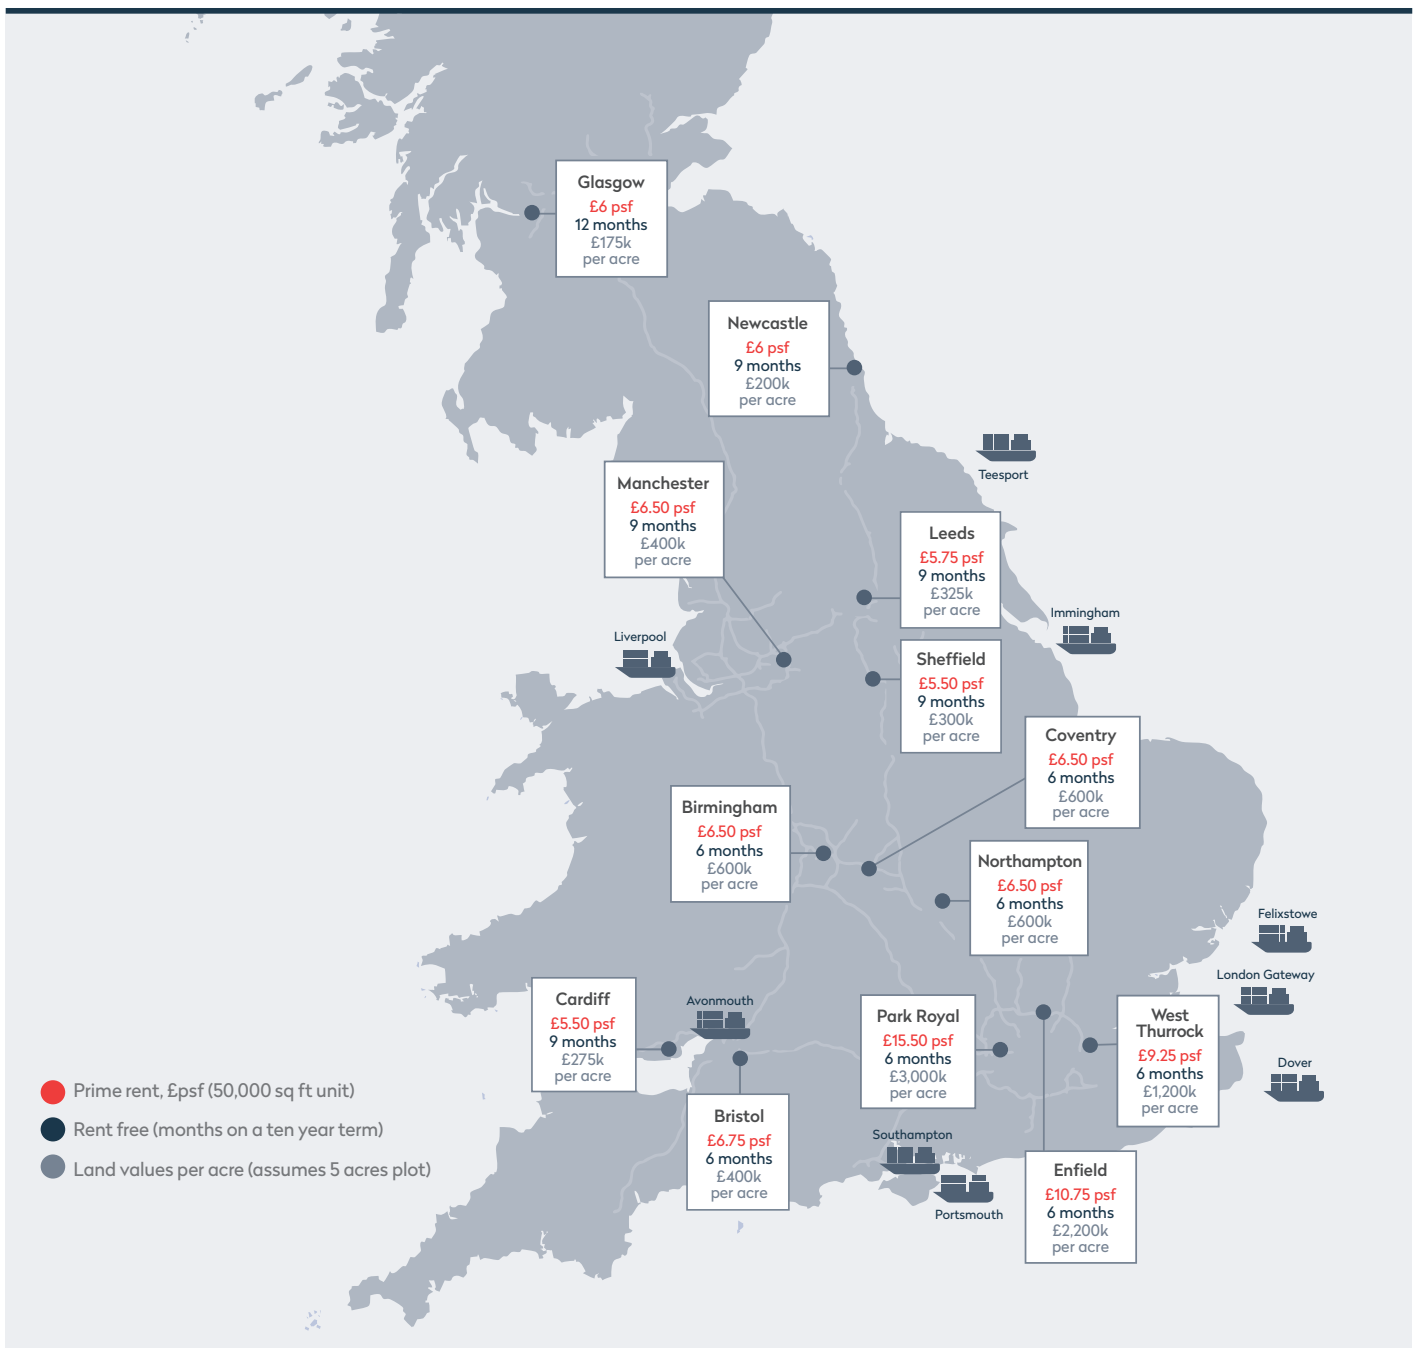 Glasgow
£6 psf
12 months
£175k
per acre
Newcastle
£6 psf
9 months
£200k
per acre
Teesport
Manchester
£6.50 psf
9 months
£400k
per acre
Leeds
£5.75 psf
9 months
£325k
per acre
Immingham
Liverpool
Sheffield
£5.50 psf
9 months
£300k
per acre
Coventry
£6.50 psf
6 months
£600k
per acre
Birmingham
£6.50 psf
6 months
£600k
per acre
Northampton
£6.50 psf
6 months
£600k
per acre
Felixstowe
London Gateway
Cardiff
£5.50 psf
9 months
£275k
per acre
Avonmouth
Park Royal
£15.50 psf
6 months
£3,000k
per acre
West
Thurrock
£9.25 psf
6 months
£1,200k
per acre
Dover
Prime rent, £psf (50,000 sq ft unit)
Rent free (months on a ten year term)
Land values per acre (assumes 5 acres plot)
Bristol
£6.75 psf
6 months
£400k
per acre
Southampton
Portsmouth
Enfield
£10.75 psf
6 months
£2,200k
per acre